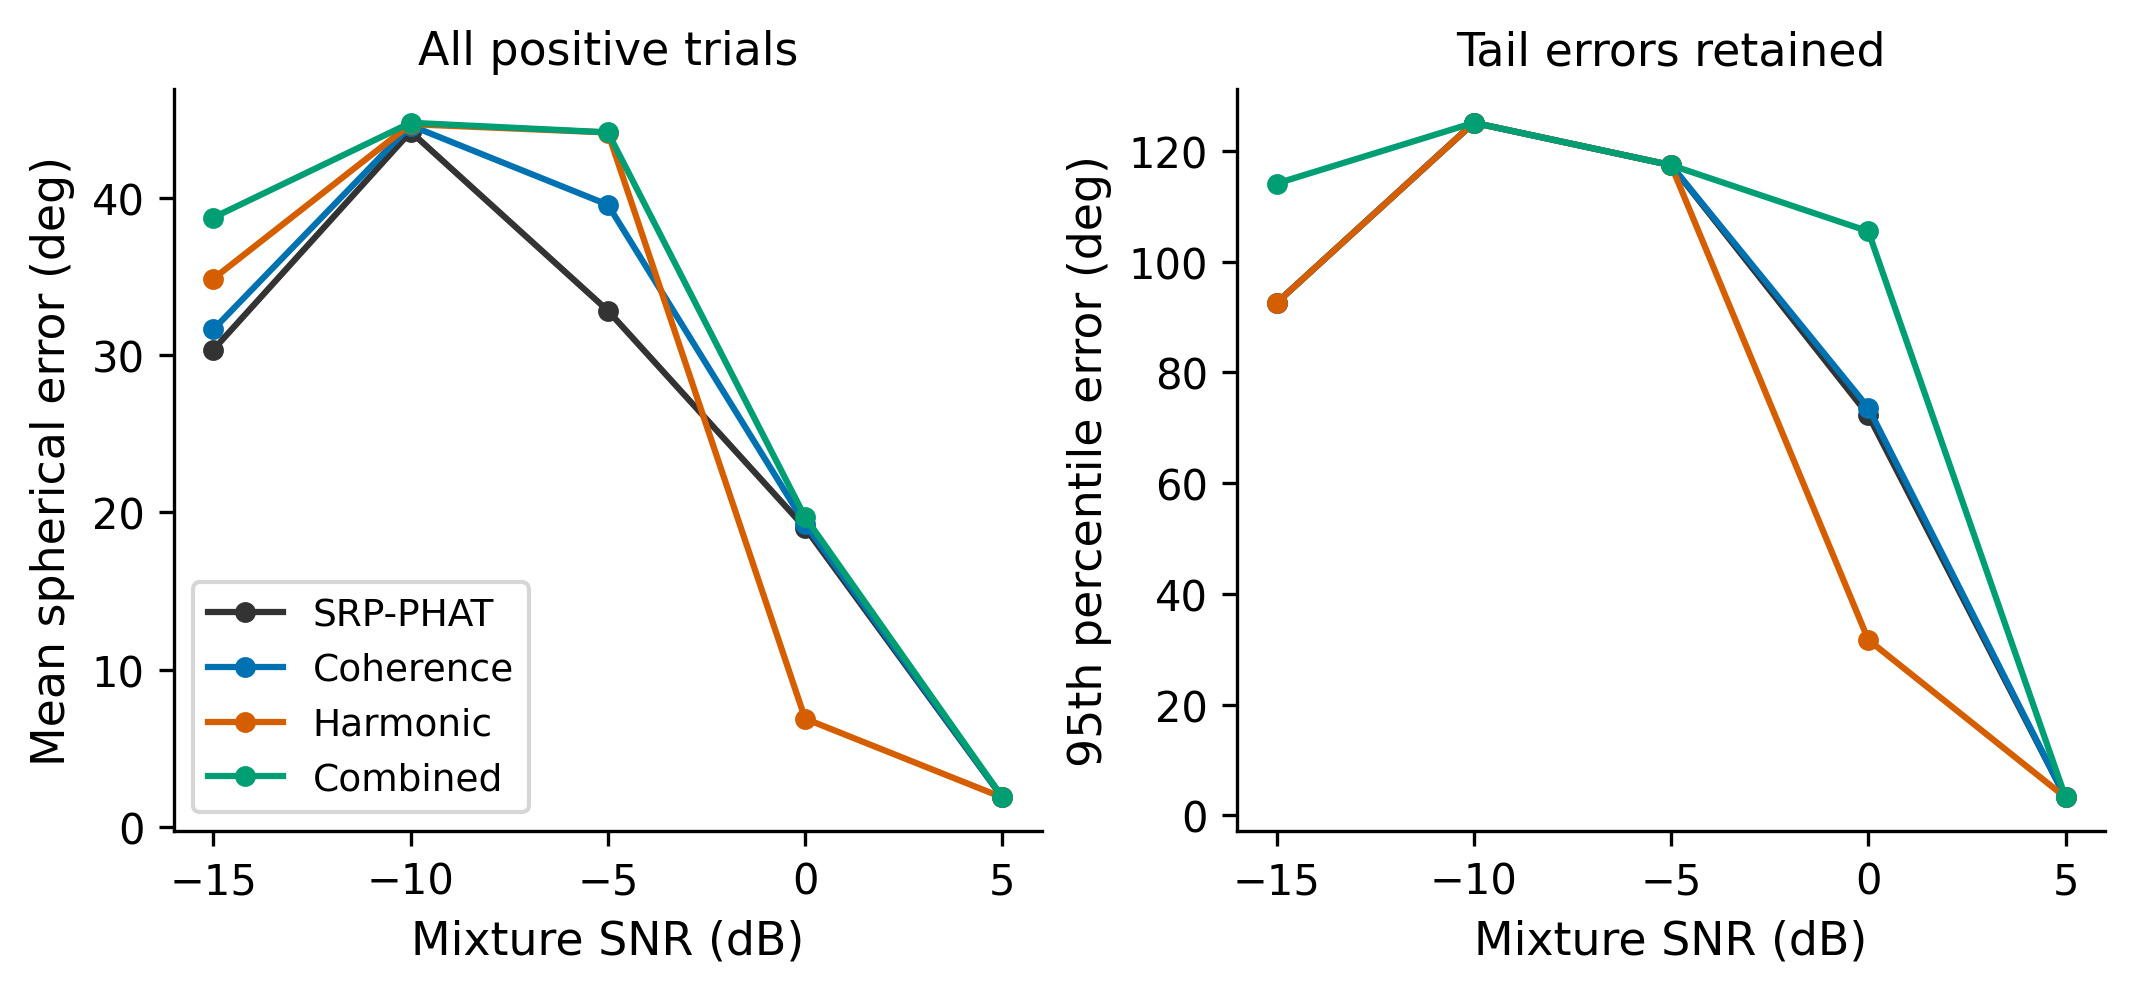 All positive trials
Mean spherical error (deg)
40
30
20
10
0
−15
−10
−5
0
5
Mixture SNR (dB)
SRP-PHAT
Coherence
Harmonic
Combined
Tail errors retained
95th percentile error (deg)
120
100
80
60
40
20
0
−15
−10
−5
0
5
Mixture SNR (dB)